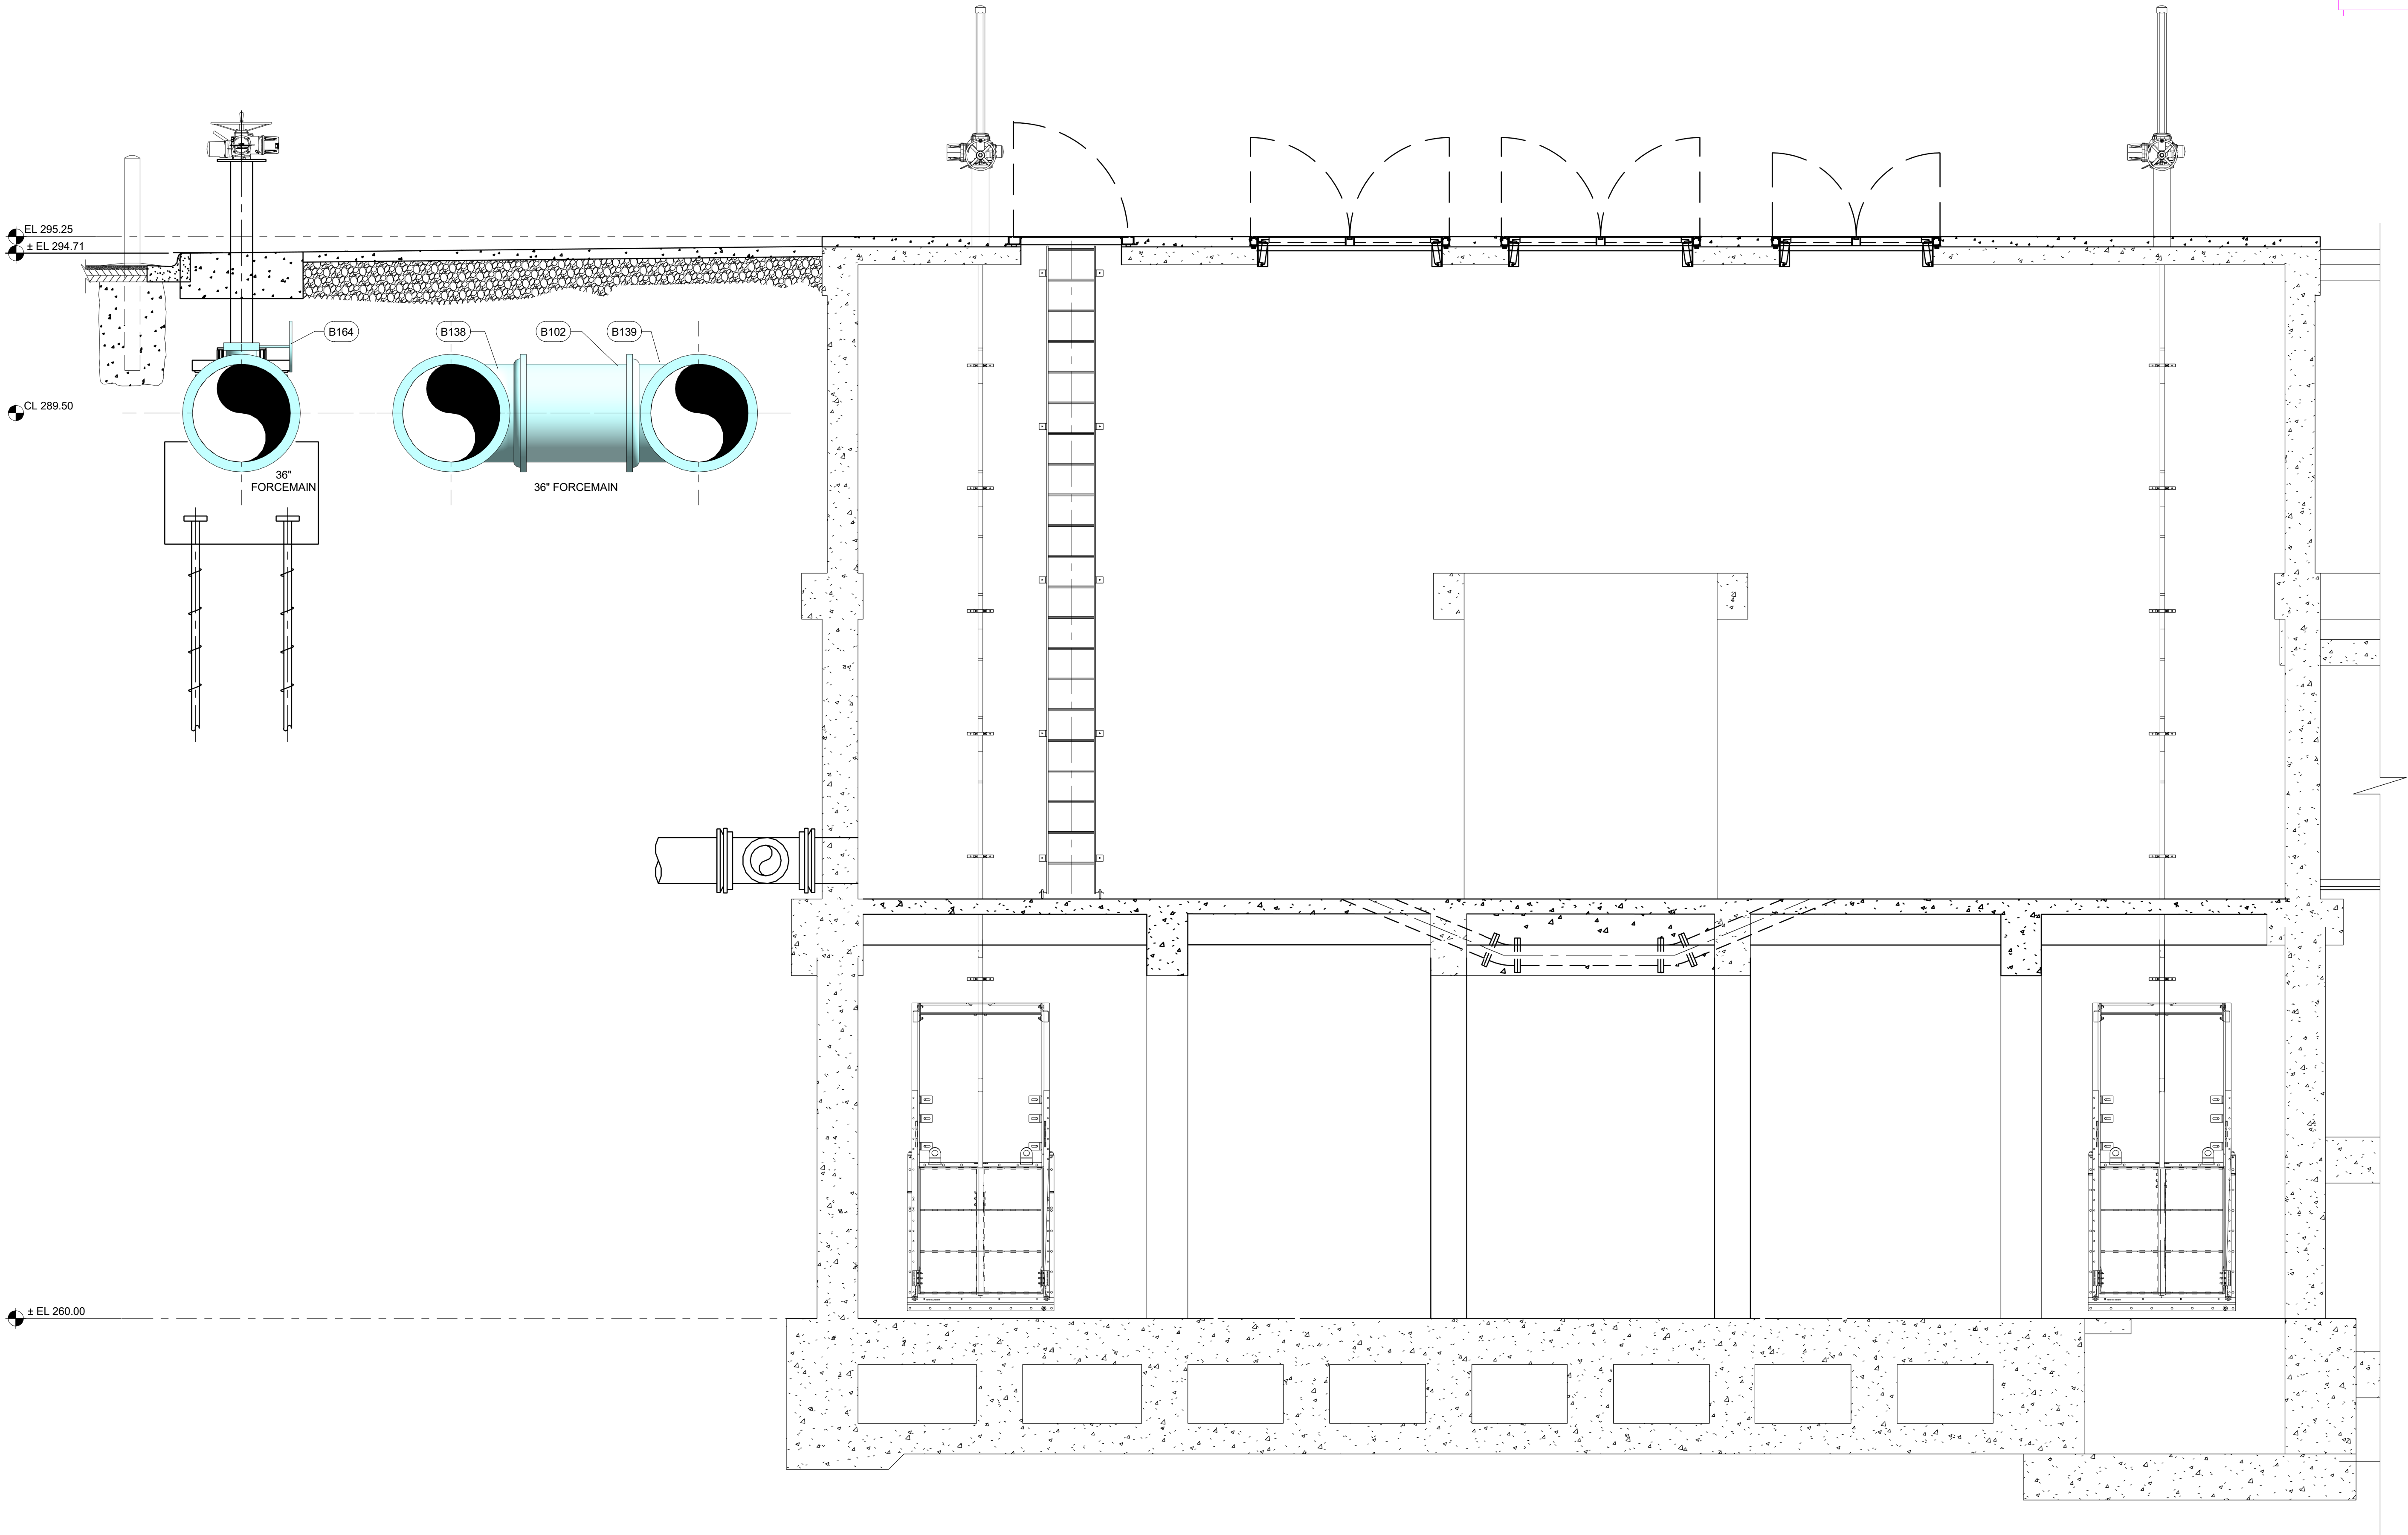 EL 295.25
± EL 294.71
B164
B138
B102
B139
CL 289.50
36"
FORCEMAIN
36" FORCEMAIN
± EL 260.00